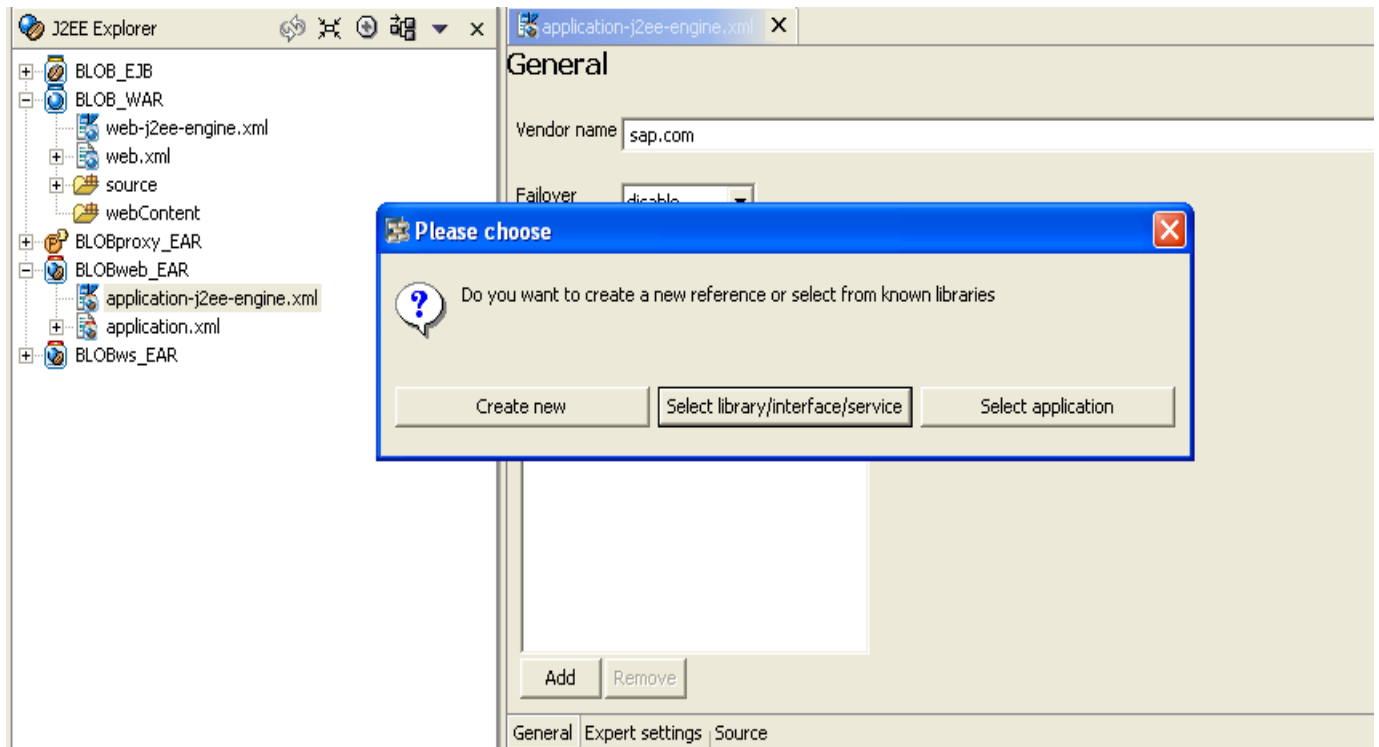 J2EE Explorer
BLOB_EJB
BLOB_WAR
web-j2ee-engine.xml
web.xml
source
webContent
BLOBproxy_EAR
BLOBweb_EAR
application-j2ee-engine.xml
application.xml
BLOBws_EAR
application-j2ee-engine.xml
General
Vendor name sap.com
Failover disable
Please choose
Do you want to create a new reference or select from known libraries
Create new Select library/interface/service Select application
Add Remove
General Expert settings Source